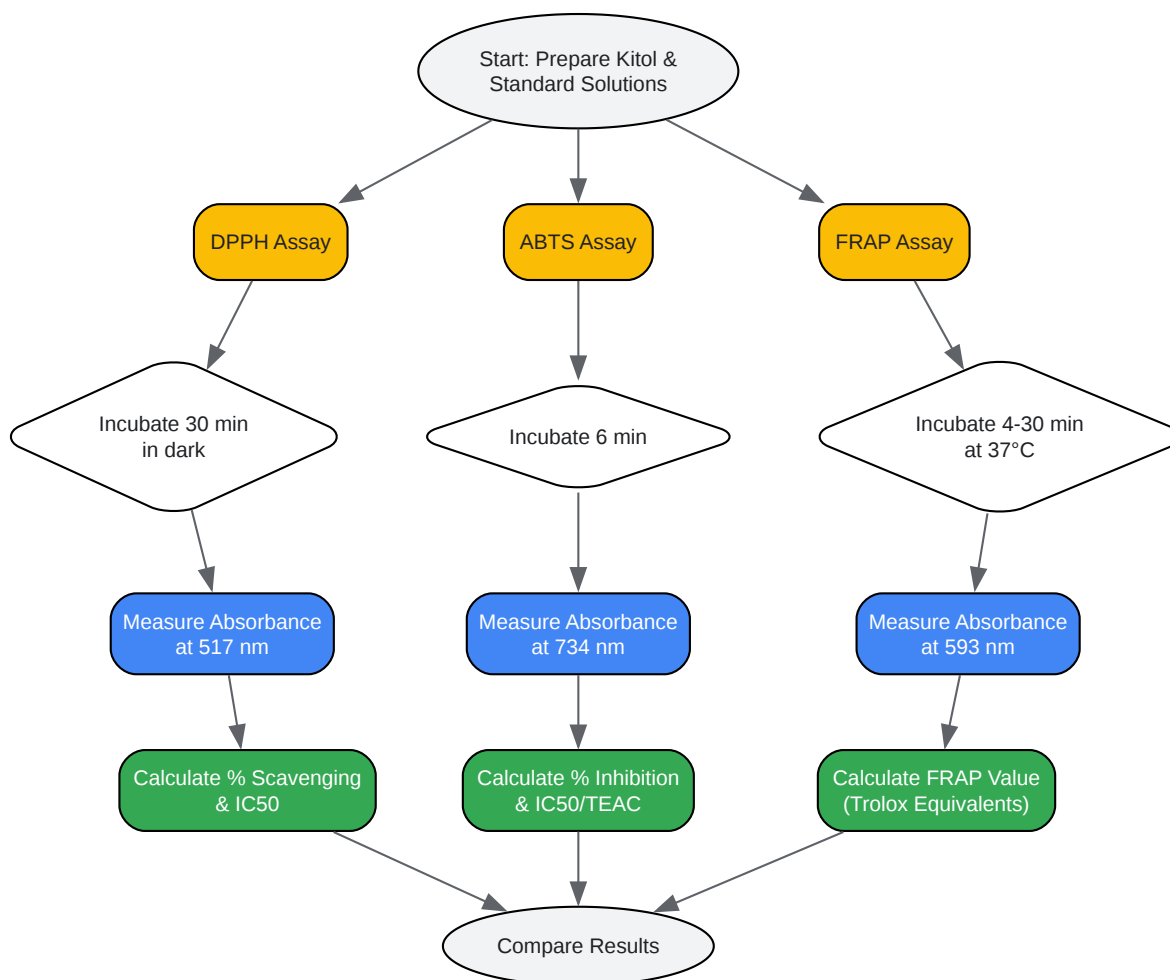 Start: Prepare Kitol &
Standard Solutions
DPPH Assay
ABTS Assay
FRAP Assay
Incubate 30 min
in dark
Incubate 6 min
Incubate 4-30 min
at 37°C
Measure Absorbance
at 517 nm
Measure Absorbance
at 734 nm
Measure Absorbance
at 593 nm
Calculate % Scavenging
& IC50
Calculate % Inhibition
& IC50/TEAC
Calculate FRAP Value
(Trolox Equivalents)
Compare Results